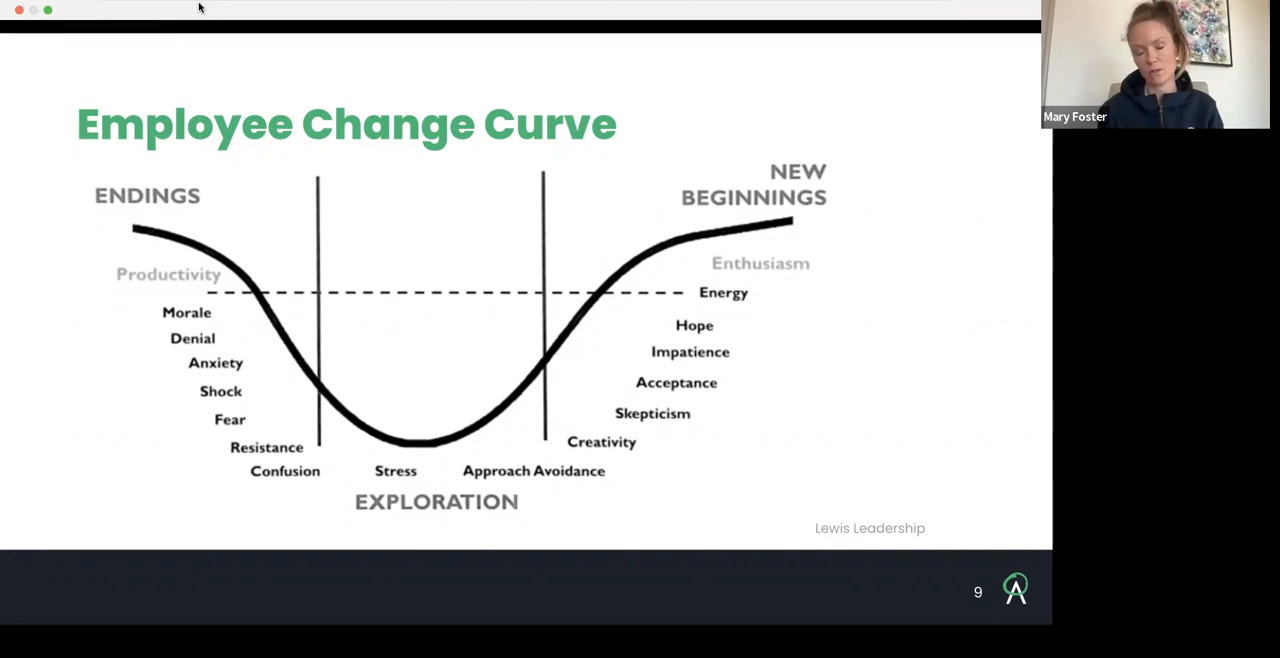 Mary Foster
Employee Change Curve
ENDINGS
NEW
BEGINNINGS
Productivity
Enthusiasm
Energy
Morale
Hope
Denial
Impatience
Anxiety
Acceptance
Shock
Skepticism
Fear
Creativity
Resistance
Confusion
Stress
Approach Avoidance
EXPLORATION
Lewis Leadership
9